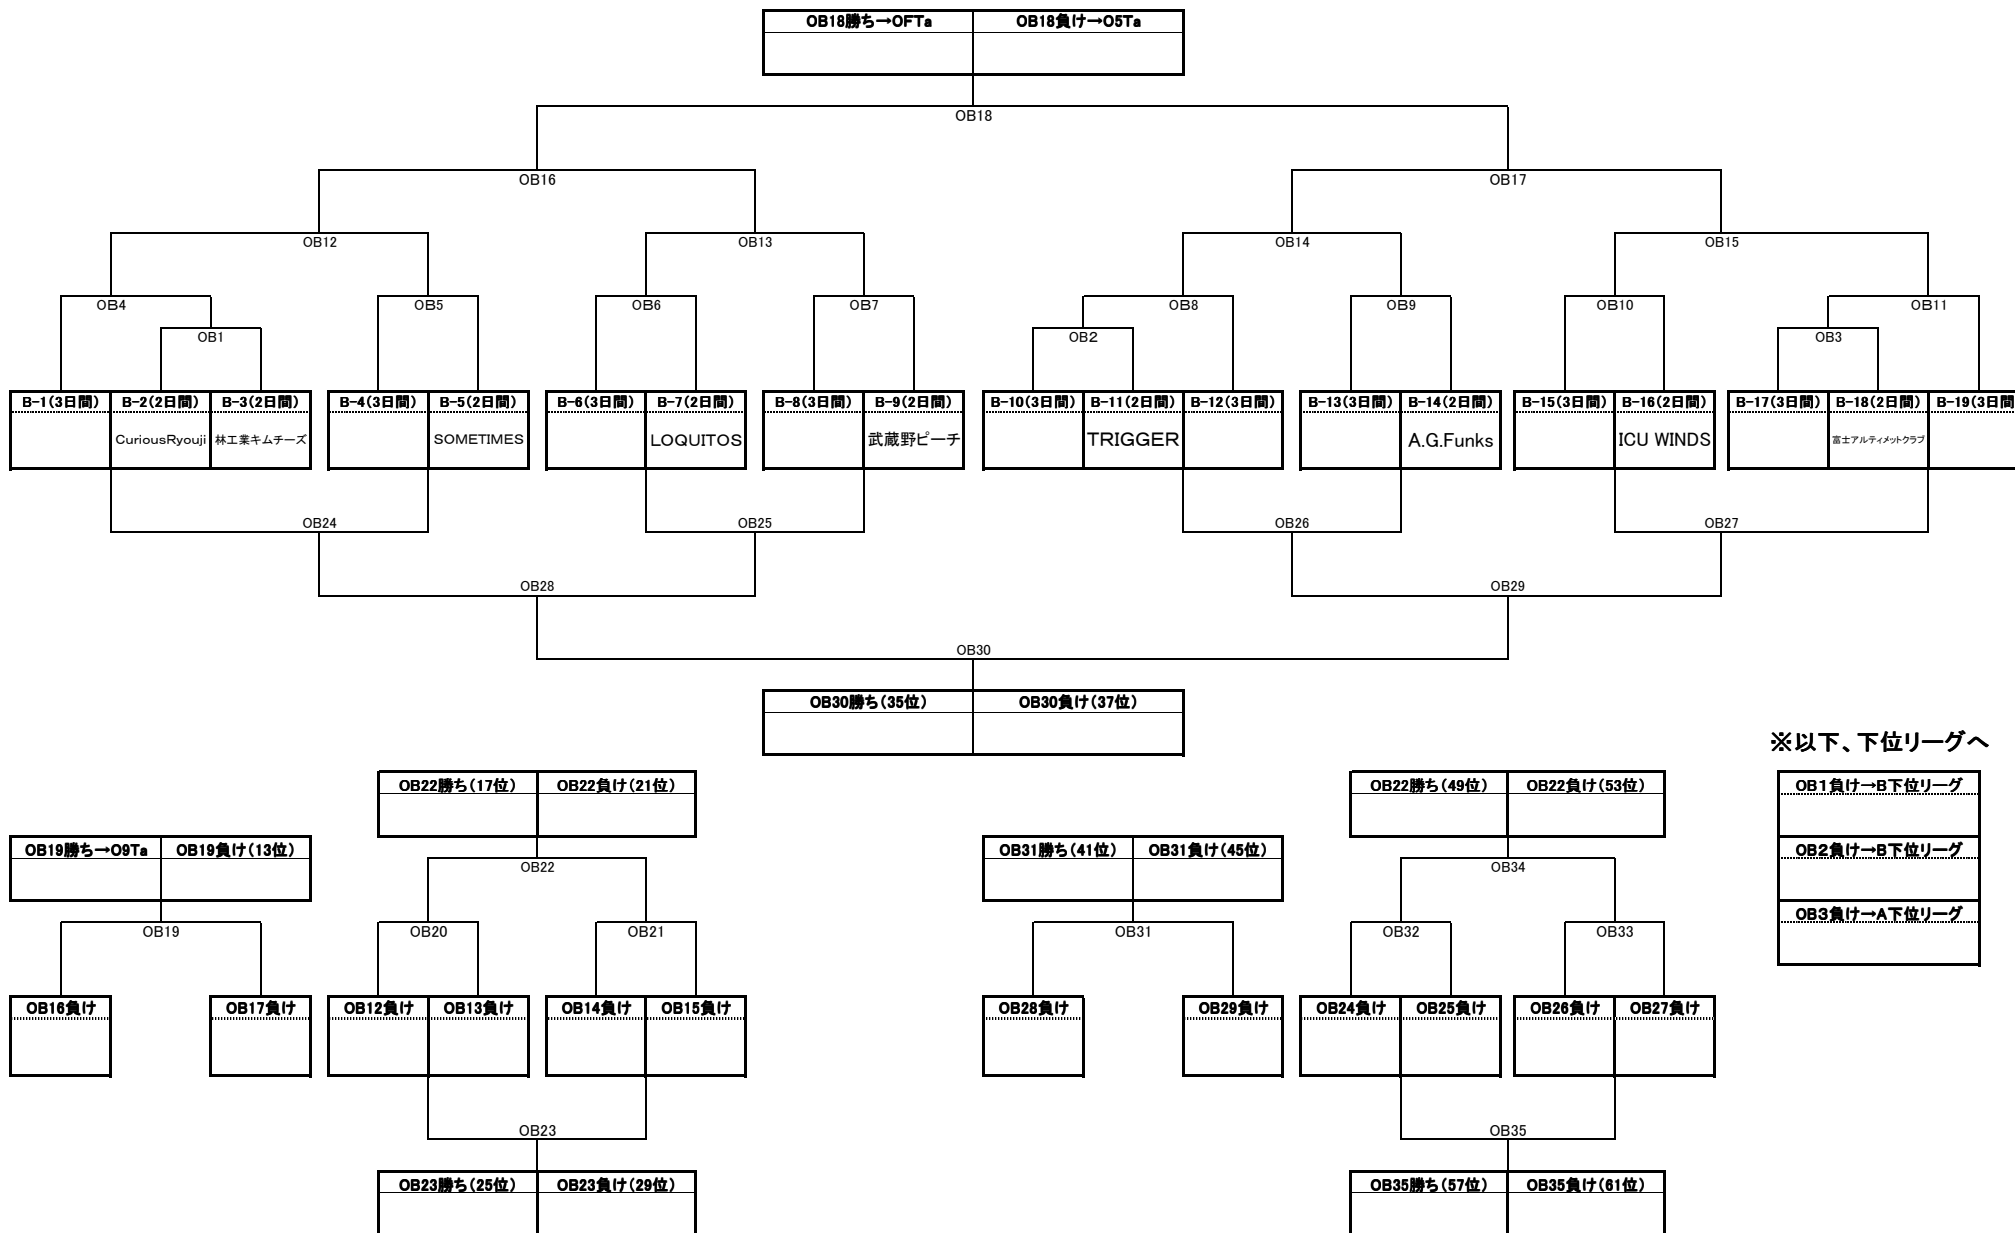 OB18勝ち→OFTa OB18負け→O5Ta
OB18
OB16 OB17
OB12 OB13 OB14 OB15
OB4 OB5 OB6 OB7 OB8 OB9 OB10 OB11
OB1 OB2 OB3
B-1(3日間) B-2(2日間) B-3(2日間) B-4(3日間) B-5(2日間) B-6(3日間) B-7(2日間) B-8(3日間) B-9(2日間) B-10(3日間) B-11(2日間) B-12(3日間) B-13(3日間) B-14(2日間) B-15(3日間) B-16(2日間) B-17(3日間) B-18(2日間) B-19(3日間
CuriousRyouji 林工業キムチーズ SOMETIMES LOQUITOS 武蔵野ピーチ TRIGGER A.G.Funks ICU WINDS 富士アルティメットクラブ
OB24 OB25 OB26 OB27
OB28 OB29
OB30
OB30勝ち(35位) OB30負け(37位)
※以下、下位リーグへ
OB22勝ち(17位) OB22負け(21位) OB22勝ち(49位) OB22負け(53位) OB1負け→B下位リーグ
OB19勝ち→O9Ta OB19負け(13位) OB31勝ち(41位) OB31負け(45位) OB2負け→B下位リーグ
OB22 OB34
OB3負け→A下位リーグ
OB19 OB20 OB21 OB31 OB32 OB33
OB16負け OB17負け OB12負け OB13負け OB14負け OB15負け OB28負け OB29負け OB24負け OB25負け OB26負け OB27負け
OB23 OB35
OB23勝ち(25位) OB23負け(29位) OB35勝ち(57位) OB35負け(61位)